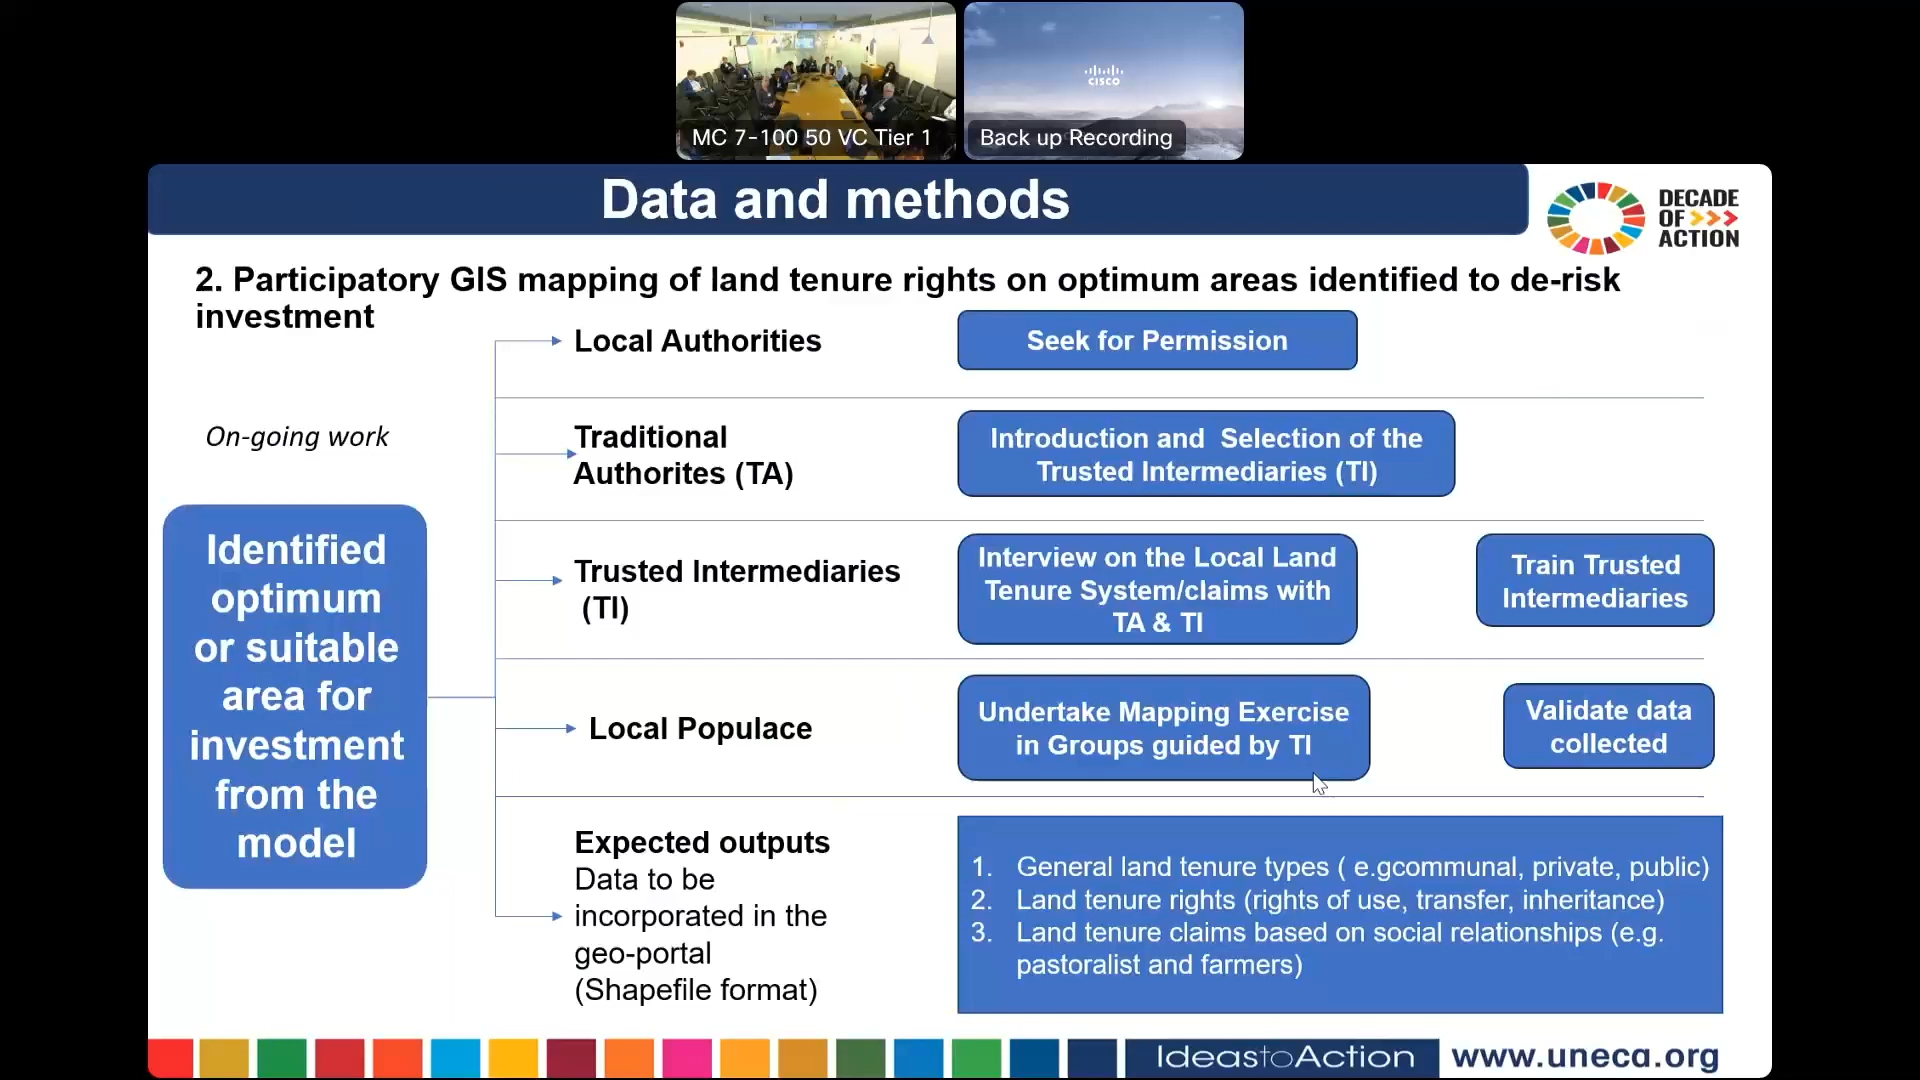 MC 7-100 50 VC Tier 1
CISCO
Back up Recording
Data and methods
DECADE
OF >>>
ACTION
2. Participatory GIS mapping of land tenure rights on optimum areas identified to de-risk
investment
Local Authorities
Seek for Permission
On-going work
Traditional
Authorites (TA)
Introduction and  Selection of the
Trusted Intermediaries (TI)
Identified
optimum
or suitable
area for
investment
from the
model
Trusted Intermediaries
(TI)
Interview on the Local Land
Tenure System/claims with
TA & TI
Train Trusted
Intermediaries
Local Populace
Undertake Mapping Exercise
in Groups guided by TI
Validate data
collected
Expected outputs
Data to be
incorporated in the
geo-portal
(Shapefile format)
1. General land tenure types ( e.gcommunal, private, public)
2. Land tenure rights (rights of use, transfer, inheritance)
3. Land tenure claims based on social relationships (e.g.
pastoralist and farmers)
IdeastoAction
www.uneca.org